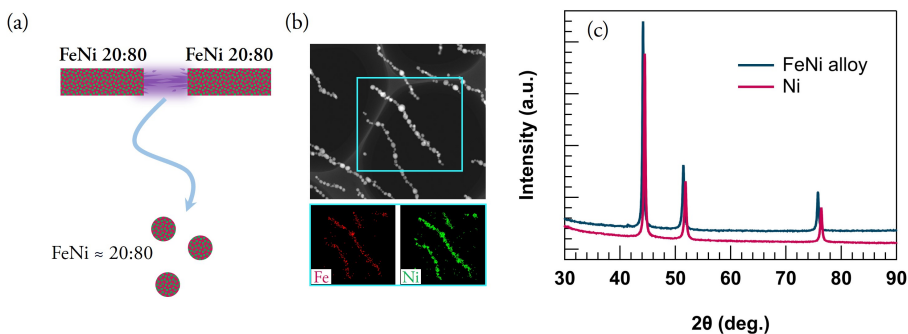 (a)
FeNi 20:80 FeNi 20:80
FeNi ≈ 20:80
(b)
Fe Ni
(c)
FeNi alloy
Ni
Intensity (a.u.)
30 40 50 60 70 80 90
2θ (deg.)